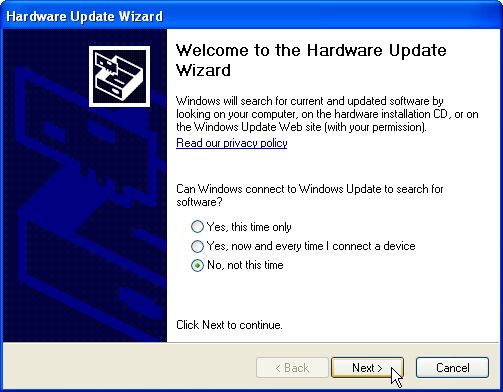 Hardware Update Wizard
Welcome to the Hardware Update
Wizard
Windows will search for current and updated software by
looking on your computer, on the hardware installation CD, or on
the Windows Update Web site (with your permission).
Read our privacy policy
Can Windows connect to Windows Update to search for
software?
Yes, this time only
Yes, now and every time I connect a device
No, not this time
Click Next to continue.
< Back
Next >
Cancel